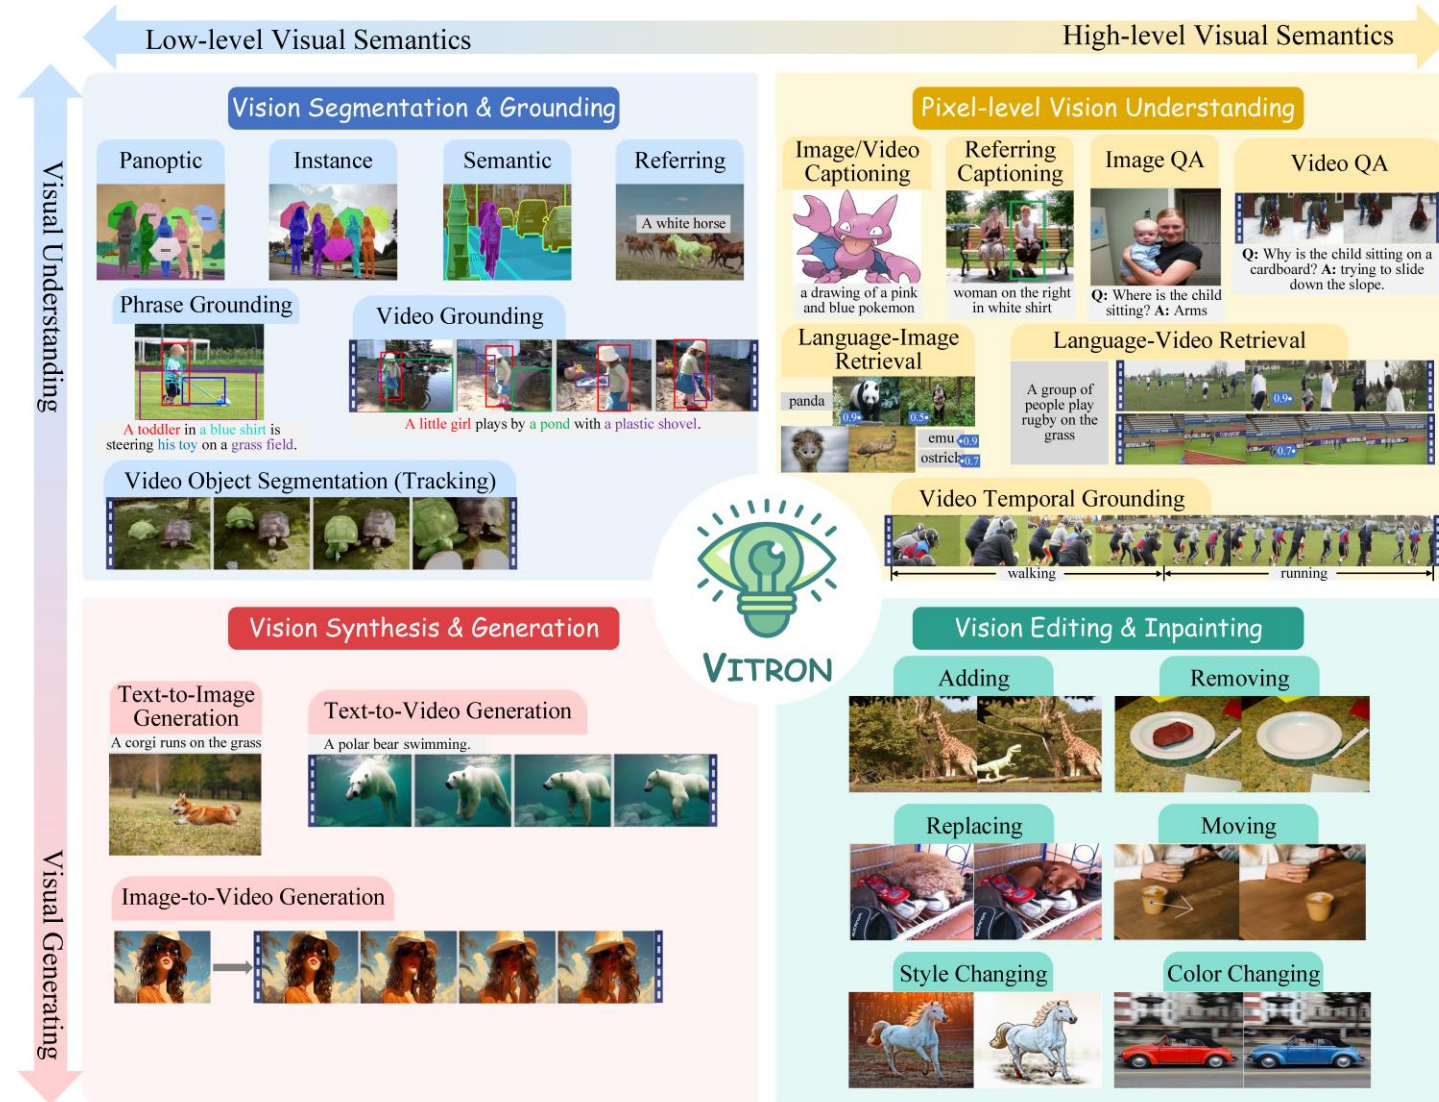 Low-level Visual Semantics
High-level Visual Semantics
Visual Understanding
Visual Generating
Vision Segmentation & Grounding
Panoptic
Instance
Semantic
Referring
A white horse
Phrase Grounding
A toddler in a blue shirt is
steering his toy on a grass field.
Video Grounding
A little girl plays by a pond with a plastic shovel.
Video Object Segmentation (Tracking)
Pixel-level Vision Understanding
Image/Video
Captioning
a drawing of a pink
and blue pokemon
Referring
Captioning
woman on the right
in white shirt
Image QA
Q: Where is the child
sitting? A: Arms
Video QA
Q: Why is the child sitting on a
cardboard? A: trying to slide
down the slope.
Language-Image
Retrieval
panda
0.9
0.5
emu 0.9
ostrich 0.7
Language-Video Retrieval
A group of
people play
rugby on the
grass
0.9
0.7
Video Temporal Grounding
walking
running
VITRON
Vision Synthesis & Generation
Text-to-Image
Generation
A corgi runs on the grass
Text-to-Video Generation
A polar bear swimming.
Image-to-Video Generation
Vision Editing & Inpainting
Adding
Removing
Replacing
Moving
Style Changing
Color Changing